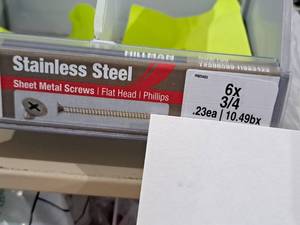 HILLMAN
Stainless Steel
Sheet Metal Screws | Flat Head | Phillips
6x
3/4
.23ea | 10.49bx